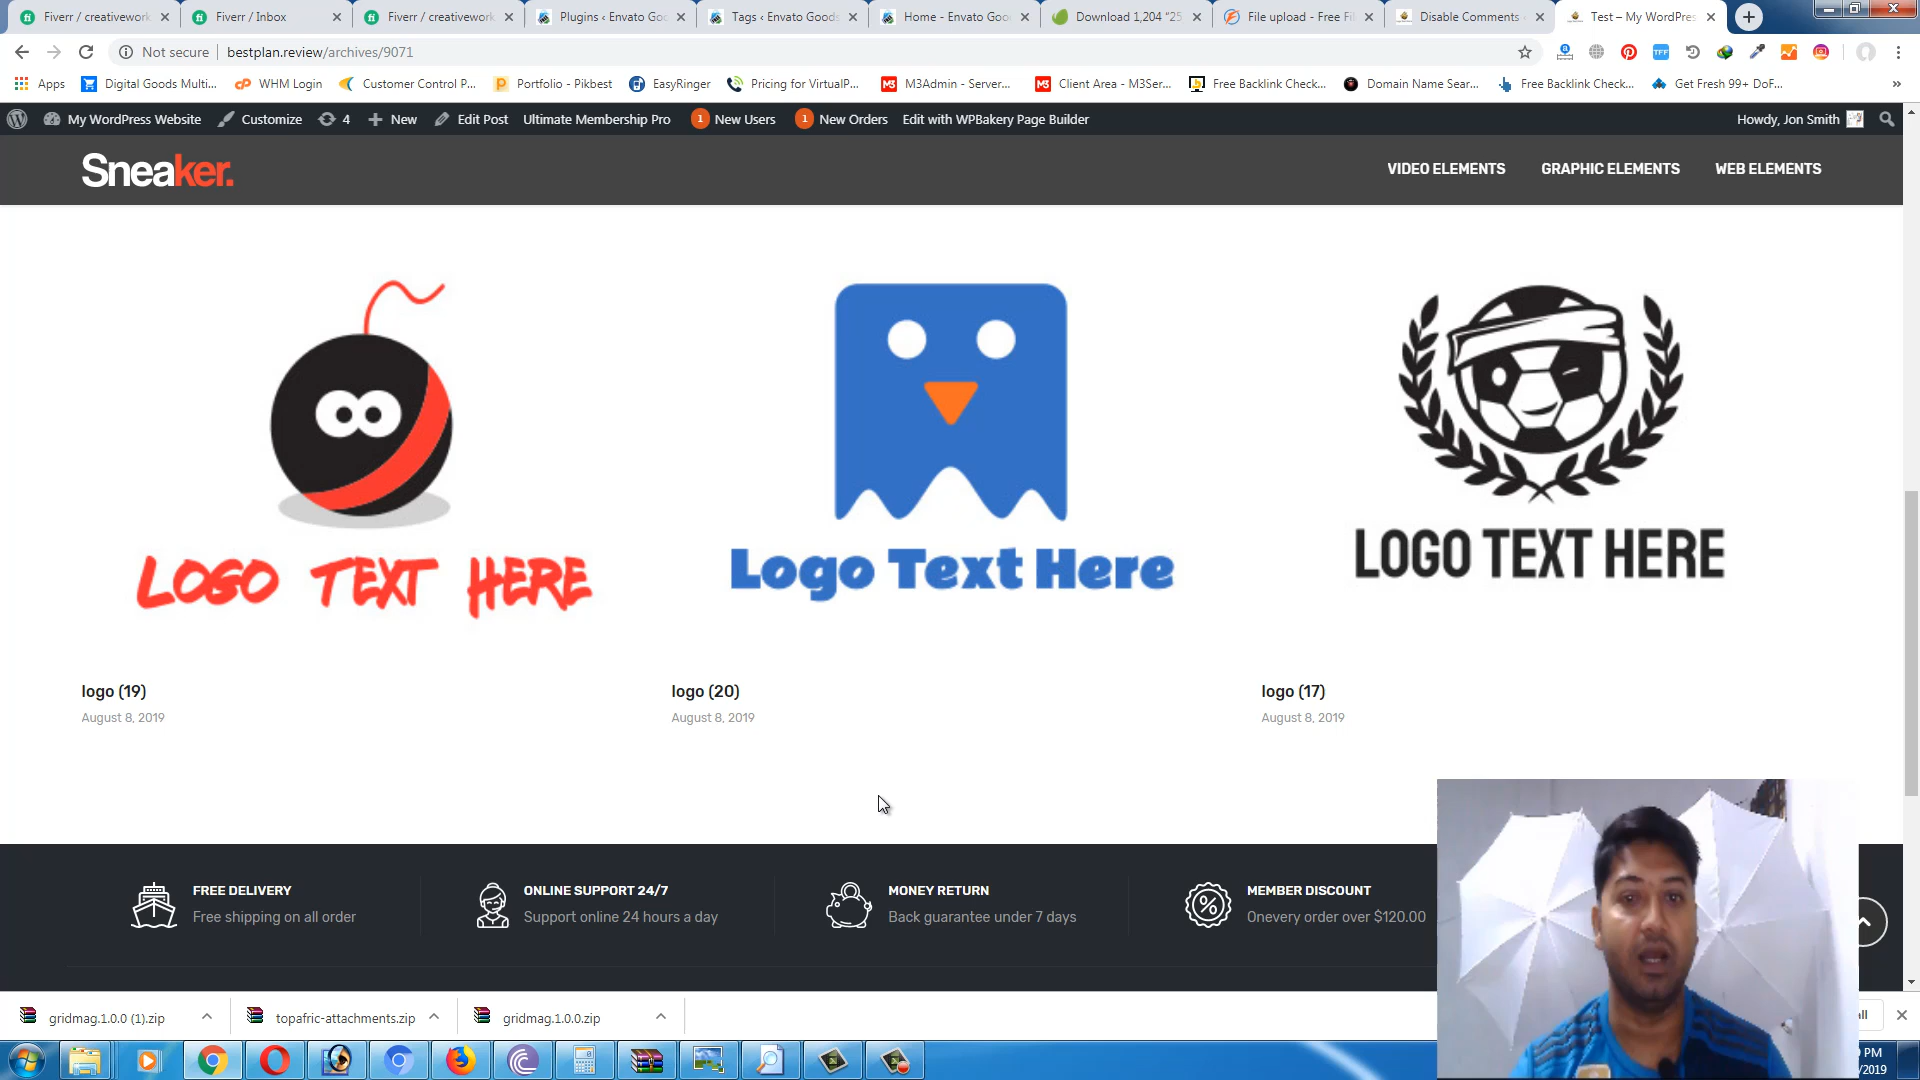 Fiverr / creativework
Fiverr / Inbox
Fiverr / creativework
Plugins ‹ Envato Goo
Tags ‹ Envato Goods
Home - Envato Goo
Download 1,204 "25
File upload - Free Fi
Disable Comments
Test – My WordPres
Not secure
bestplan.review/archives/9071
Apps
Digital Goods Multi...
WHM Login
Customer Control P...
Portfolio - Pikbest
EasyRinger
Pricing for VirtualP...
M3Admin - Server...
Client Area - M3Ser...
Free Backlink Check...
Domain Name Sear...
Free Backlink Check...
Get Fresh 99+ DoF...
»
My WordPress Website
Customize
4
New
Edit Post
Ultimate Membership Pro
1 New Users
1 New Orders
Edit with WPBakery Page Builder
Howdy, Jon Smith
Sneaker.
VIDEO ELEMENTS
GRAPHIC ELEMENTS
WEB ELEMENTS
LOGO TEXT HERE
Logo Text Here
LOGO TEXT HERE
logo (19)
August 8, 2019
logo (20)
August 8, 2019
logo (17)
August 8, 2019
FREE DELIVERY
Free shipping on all order
ONLINE SUPPORT 24/7
Support online 24 hours a day
MONEY RETURN
Back guarantee under 7 days
MEMBER DISCOUNT
Onevery order over $120.00
gridmag.1.0.0 (1).zip
topafric-attachments.zip
gridmag.1.0.0.zip
all
PM
/2019